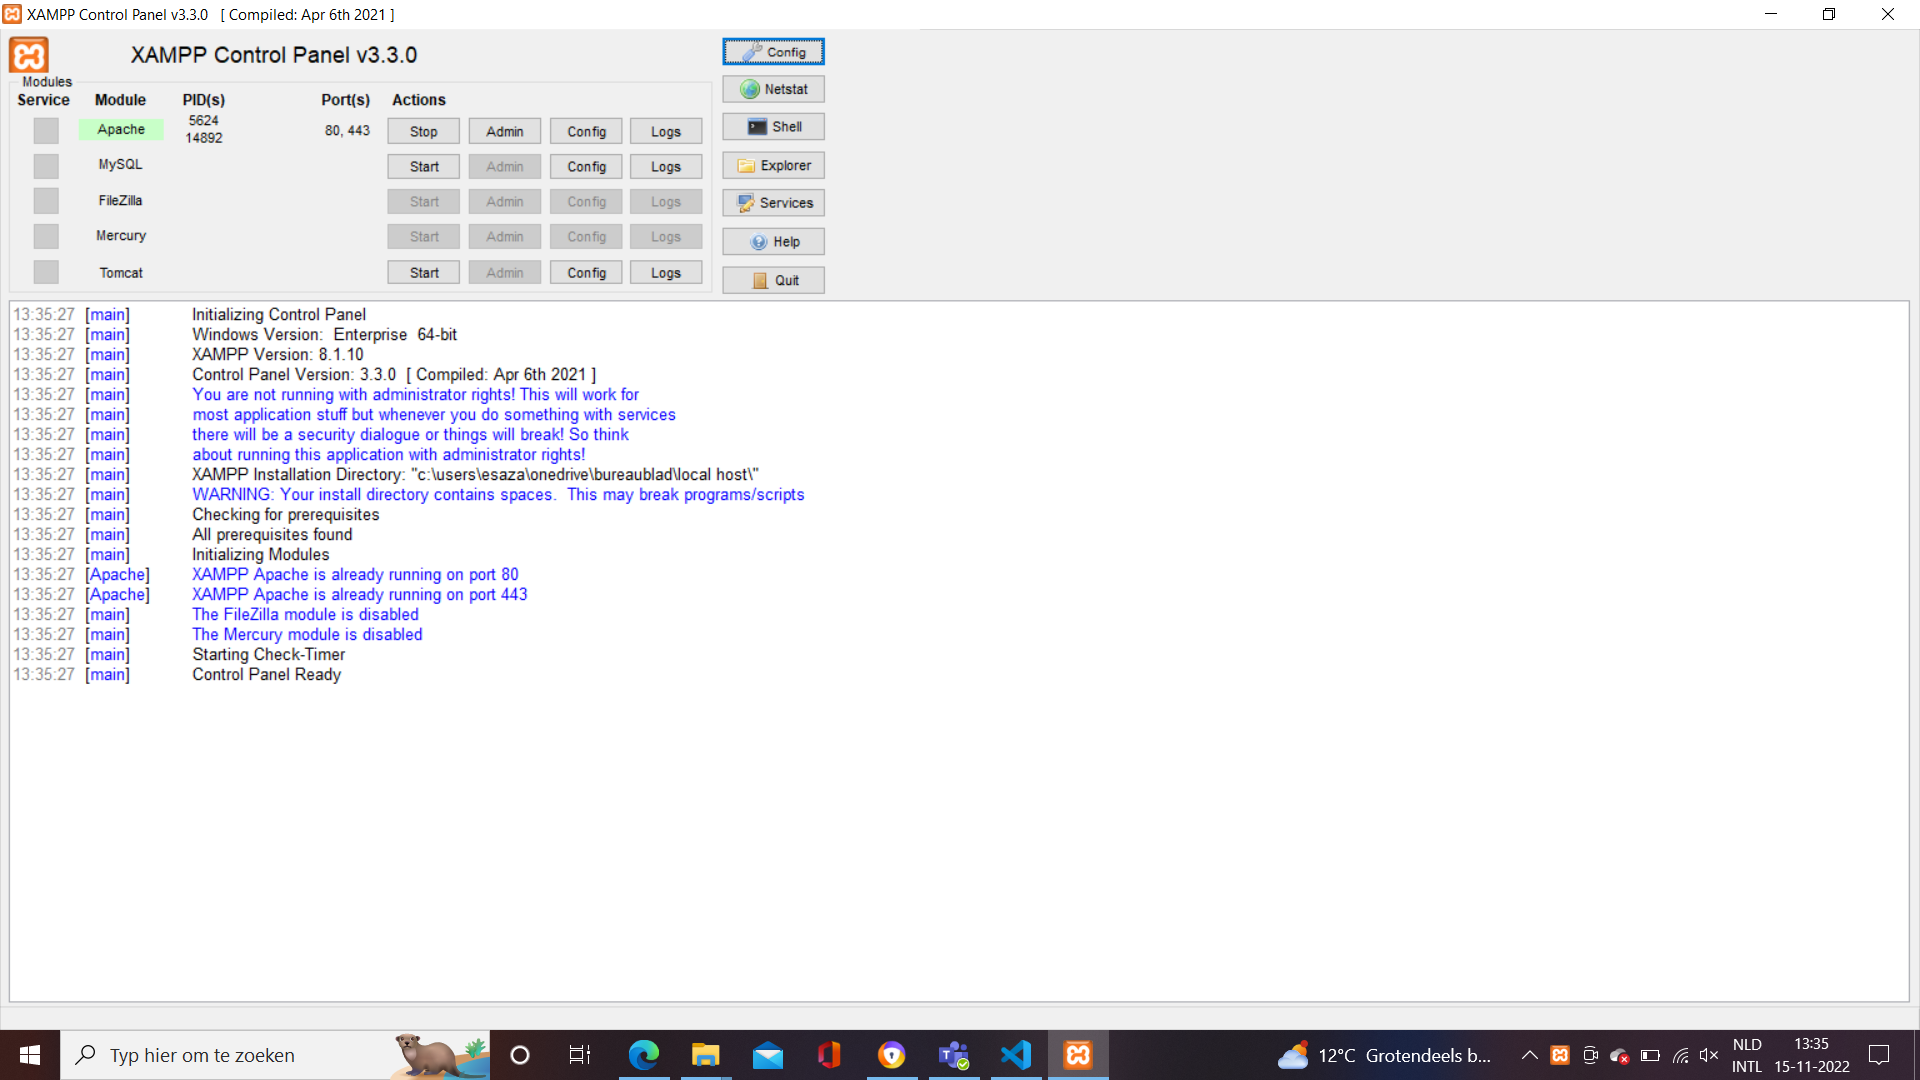 XAMPP Control Panel v3.3.0 [ Compiled: Apr 6th 2021 ]
XAMPP Control Panel v3.3.0
Config
Modules
Service Module PID(s) Port(s) Actions
Netstat
Apache 5624 14892 80, 443 Stop Admin Config Logs
Shell
MySQL Start Admin Config Logs
Explorer
FileZilla Start Admin Config Logs
Services
Mercury Start Admin Config Logs
Help
Tomcat Start Admin Config Logs
Quit
13:35:27 [main] Initializing Control Panel
13:35:27 [main] Windows Version: Enterprise 64-bit
13:35:27 [main] XAMPP Version: 8.1.10
13:35:27 [main] Control Panel Version: 3.3.0 [ Compiled: Apr 6th 2021 ]
13:35:27 [main] You are not running with administrator rights! This will work for
13:35:27 [main] most application stuff but whenever you do something with services
13:35:27 [main] there will be a security dialogue or things will break! So think
13:35:27 [main] about running this application with administrator rights!
13:35:27 [main] XAMPP Installation Directory: "c:\users\esaza\onedrive\bureaublad\local host\"
13:35:27 [main] WARNING: Your install directory contains spaces. This may break programs/scripts
13:35:27 [main] Checking for prerequisites
13:35:27 [main] All prerequisites found
13:35:27 [main] Initializing Modules
13:35:27 [Apache] XAMPP Apache is already running on port 80
13:35:27 [Apache] XAMPP Apache is already running on port 443
13:35:27 [main] The FileZilla module is disabled
13:35:27 [main] The Mercury module is disabled
13:35:27 [main] Starting Check-Timer
13:35:27 [main] Control Panel Ready
Typ hier om te zoeken
12°C Grotendeels b...
NLD 13:35
INTL 15-11-2022